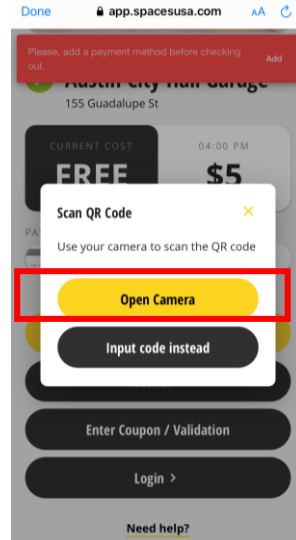 Done
app.spacesusa.com
AA
Please, add a payment method before checking
out.
Add
Austin City Hall Garage
155 Guadalupe St
CURRENT COST
04:00 PM
FREE
$5
PA
Scan QR Code
×
Use your camera to scan the QR code
Open Camera
Input code instead
Enter Coupon / Validation
Login >
Need help?